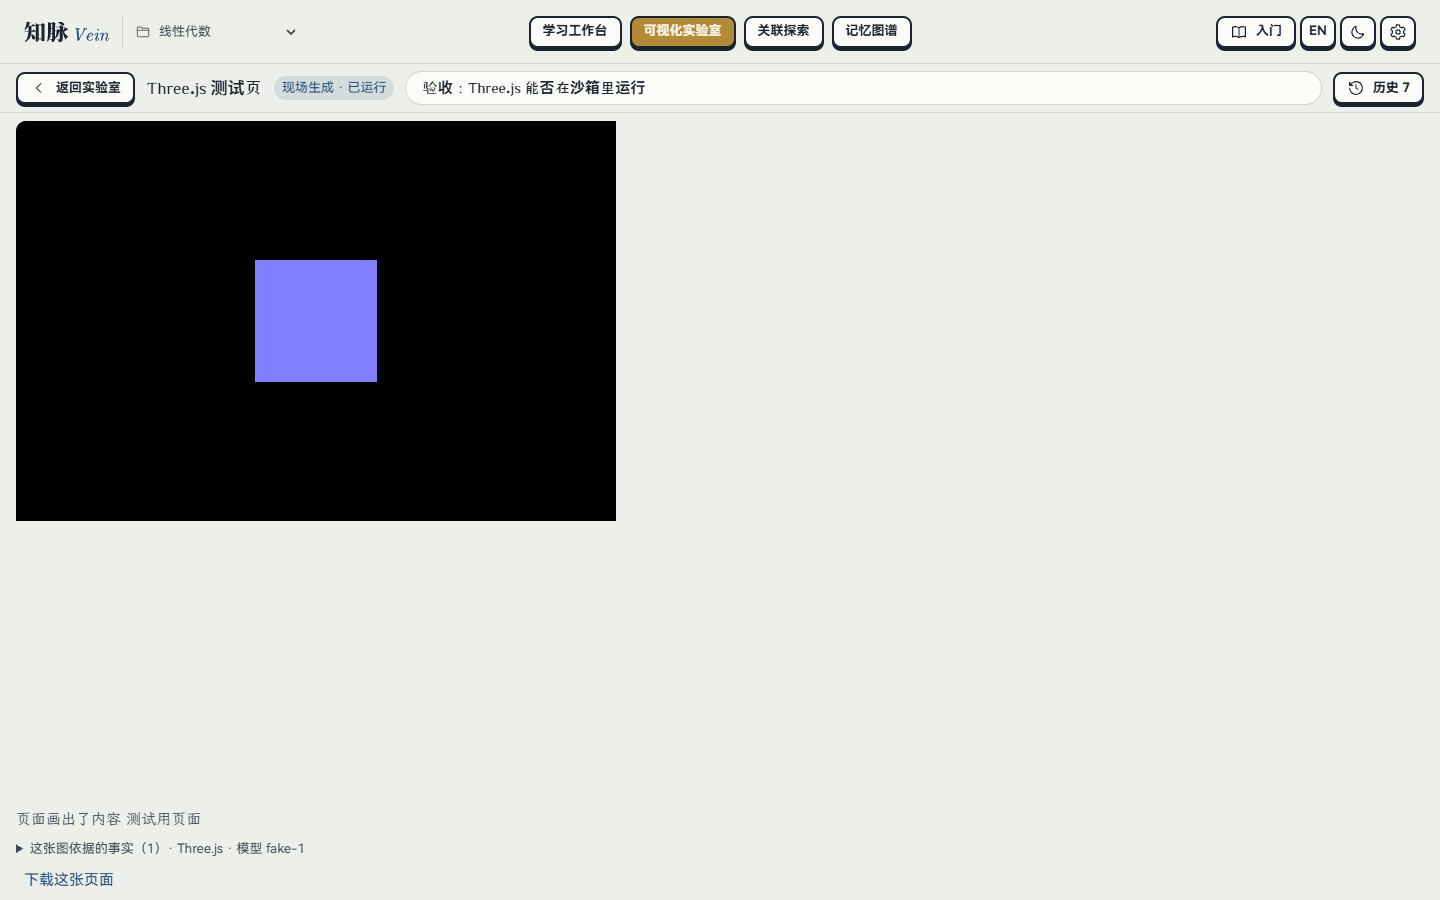 知脉 Vein 线性代数 学习工作台 可视化实验室 关联探索 记忆图谱 入门 EN
返回实验室 Three.js 测试页 现场生成 · 已运行 验收：Three.js 能否在沙箱里运行 历史 7
页面画出了内容 测试用页面
这张图依据的事实（1）· Three.js · 模型 fake-1
下载这张页面